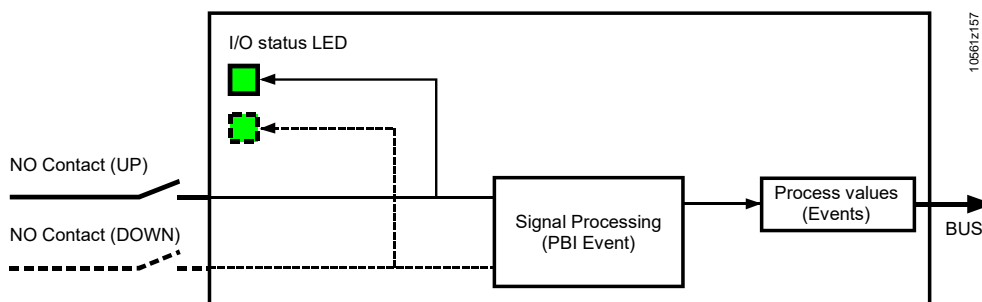 I/O status LED
10561z157
NO Contact (UP)
NO Contact (DOWN)
Signal Processing
(PBI Event)
Process values
(Events)
BUS